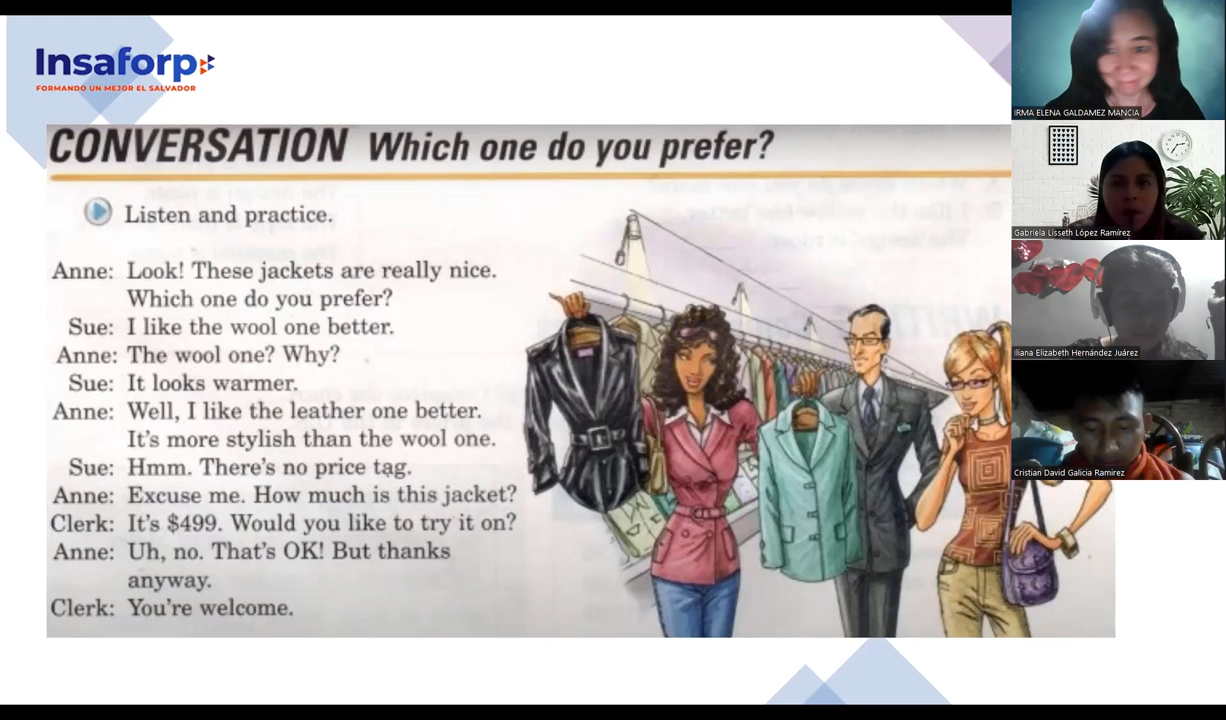 Insaforp
FORMANDO UN MEJOR EL SALVADOR
CONVERSATION Which one do you prefer?
Listen and practice.
Anne: Look! These jackets are really nice.
Which one do you prefer?
Sue: I like the wool one better.
Anne: The wool one? Why?
Sue: It looks warmer.
Anne: Well, I like the leather one better.
It's more stylish than the wool one.
Sue: Hmm. There's no price tag.
Anne: Excuse me. How much is this jacket?
Clerk: It's $499. Would you like to try it on?
Anne: Uh, no. That's OK! But thanks
anyway.
Clerk: You're welcome.
IRMA ELENA GALDAMEZ MANCIA
Gabriela Lisseth López Ramírez
Iliana Elizabeth Hernández Juárez
Cristian David Galicia Ramirez